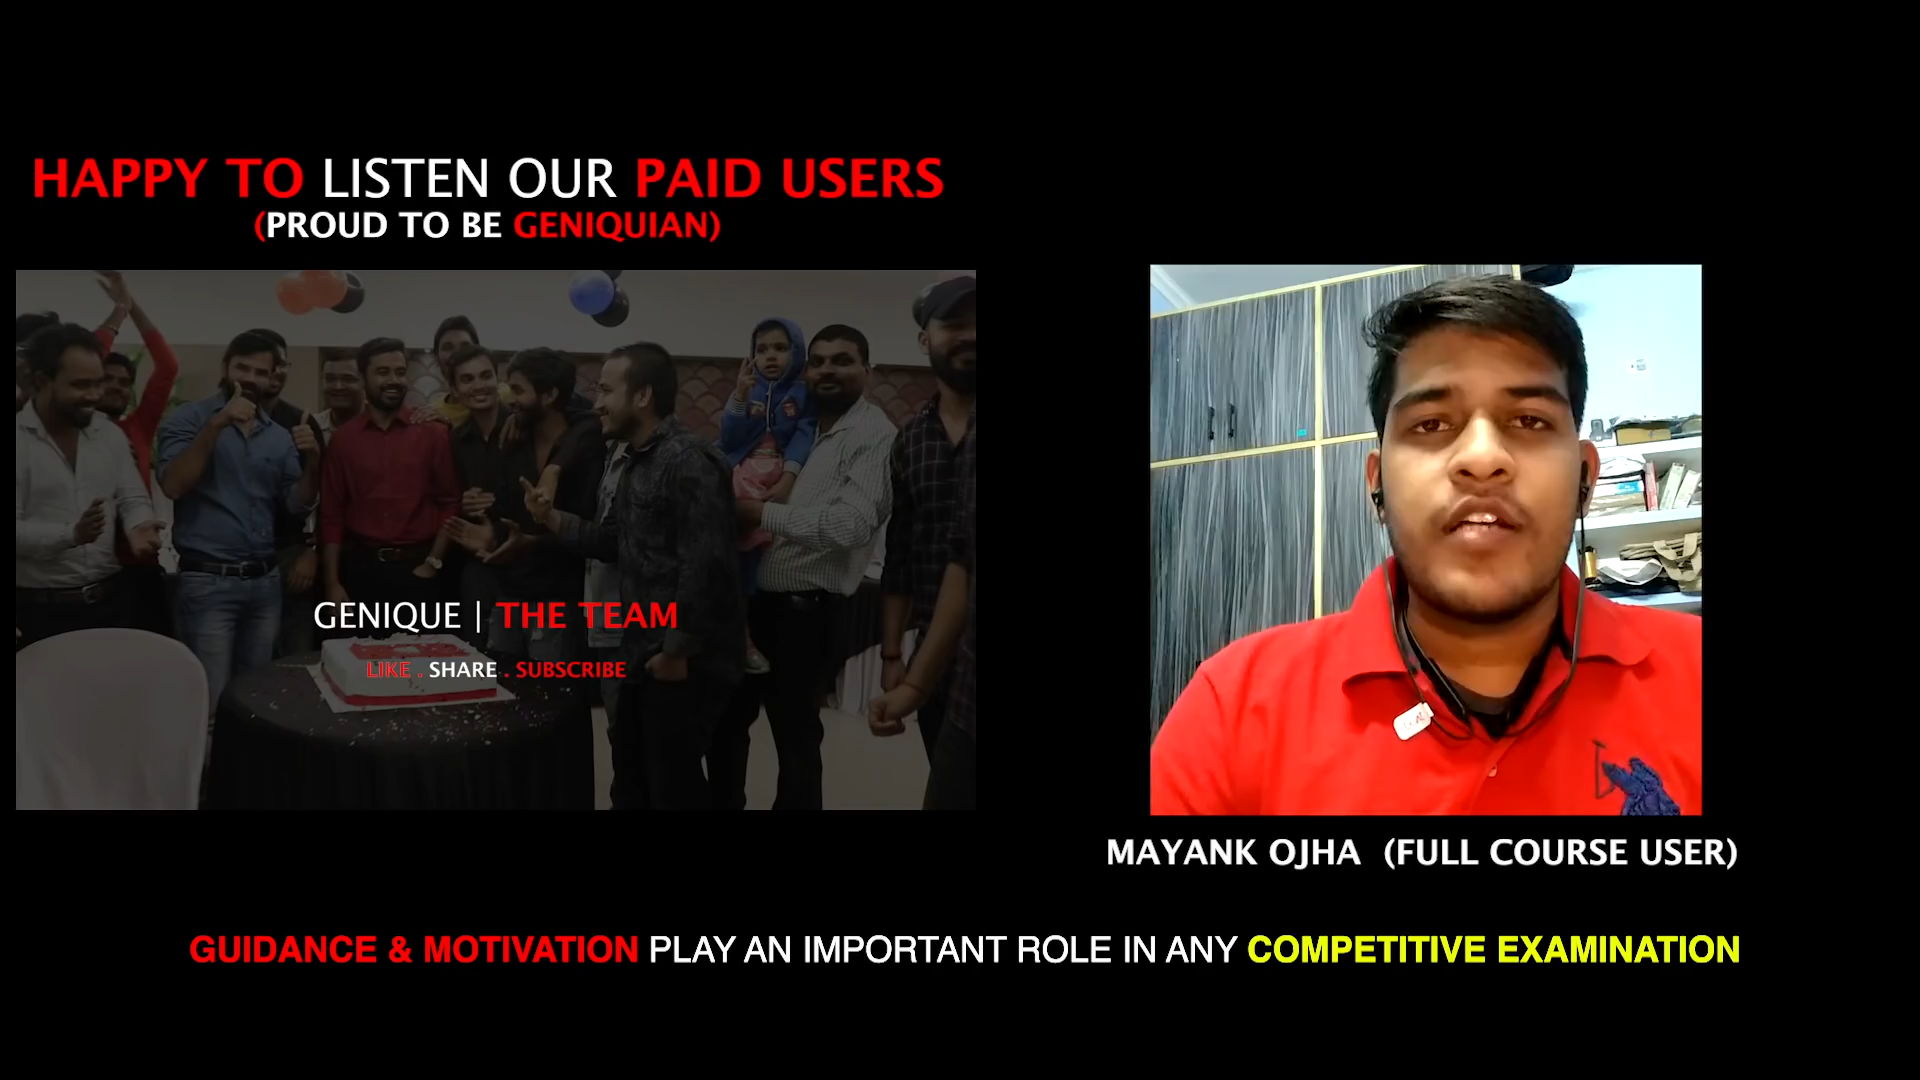 HAPPY TO LISTEN OUR PAID USERS
(PROUD TO BE GENIQUIAN)
GENIQUE | THE TEAM
LIKE . SHARE . SUBSCRIBE
MAYANK OJHA (FULL COURSE USER)
GUIDANCE & MOTIVATION PLAY AN IMPORTANT ROLE IN ANY COMPETITIVE EXAMINATION